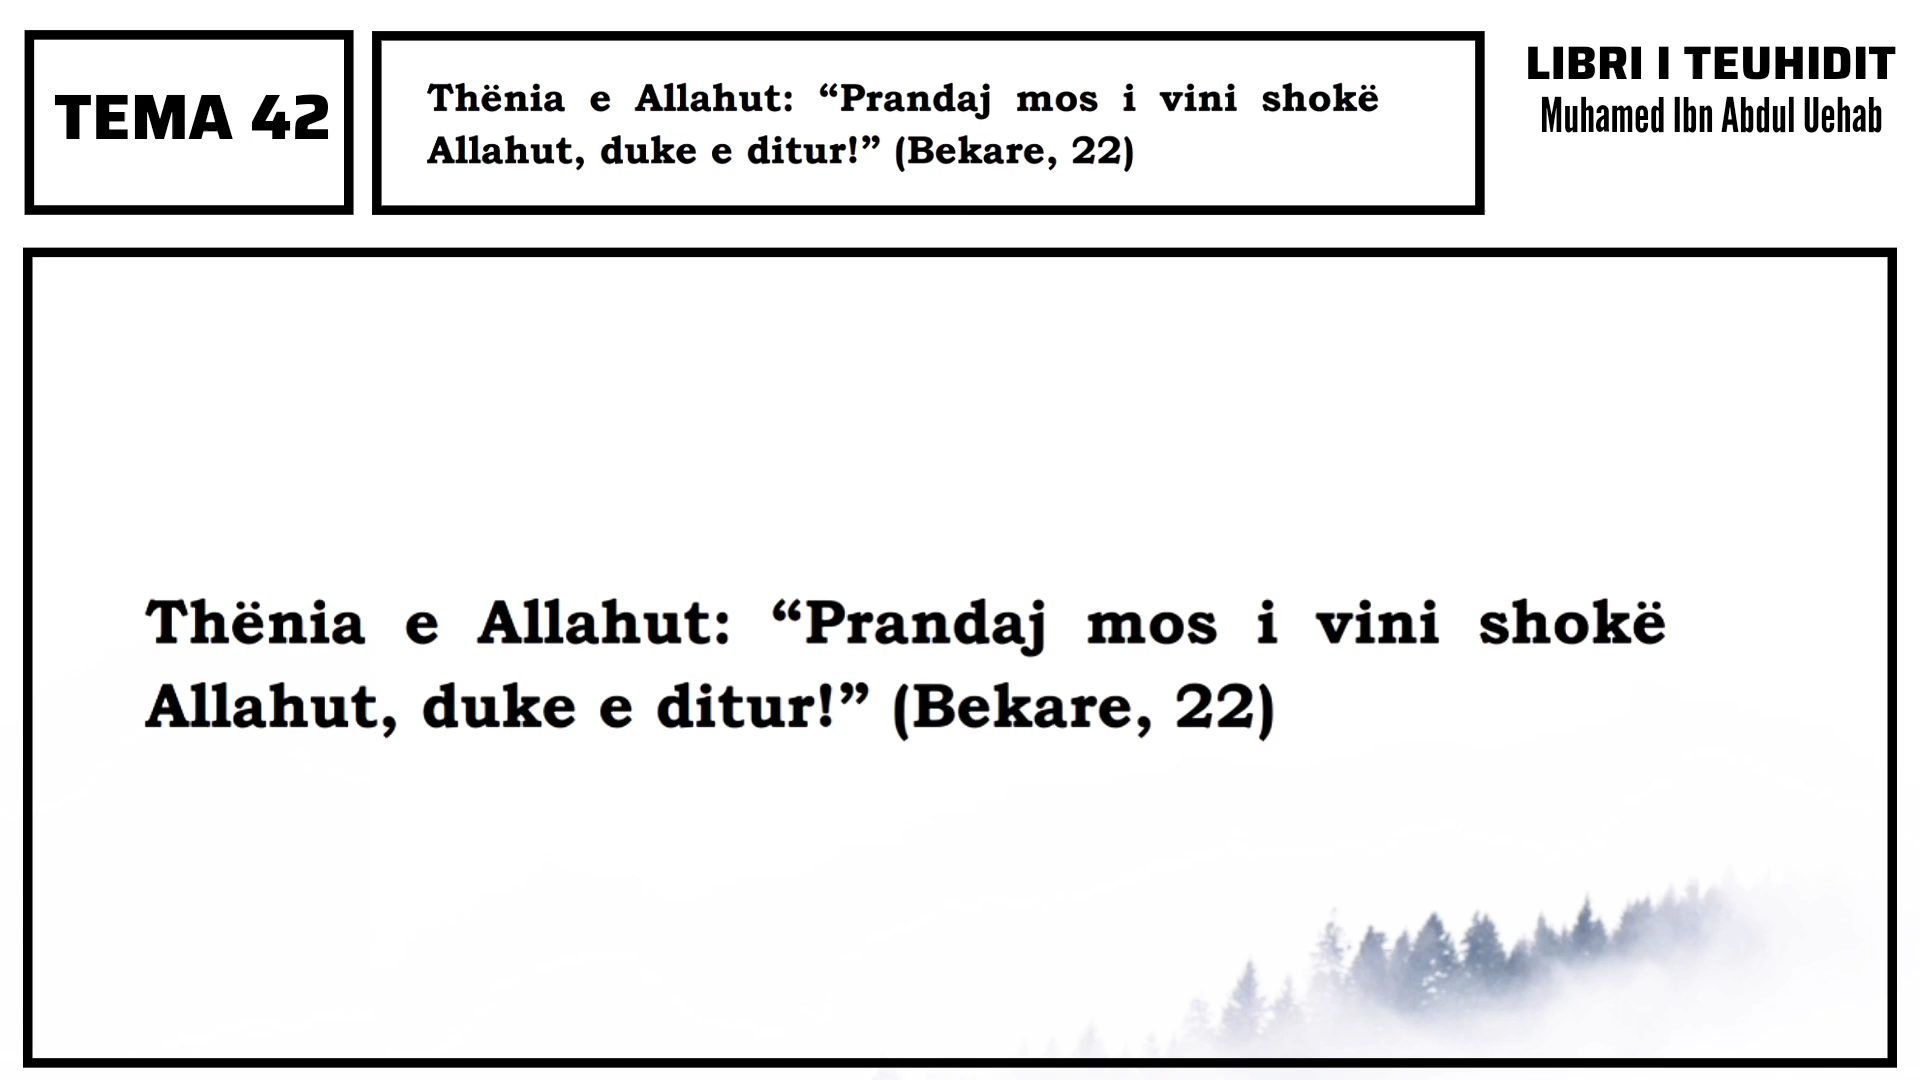 TEMA 42
Thënia e Allahut: “Prandaj mos i vini shokë
Allahut, duke e ditur!” (Bekare, 22)
LIBRI I TEUHIDIT
Muhamed Ibn Abdul Uehab
Thënia e Allahut: “Prandaj mos i vini shokë
Allahut, duke e ditur!” (Bekare, 22)